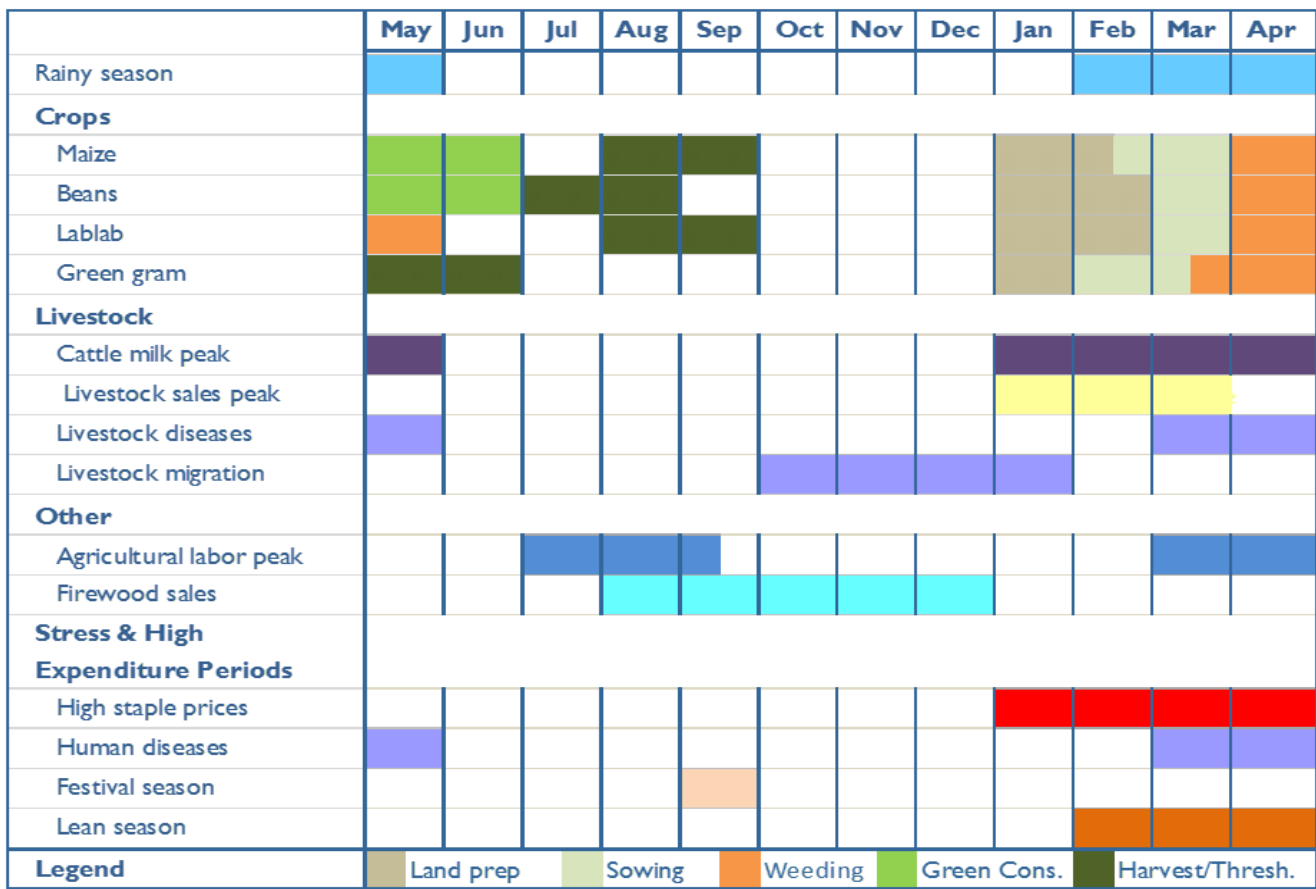 May Jun Jul Aug Sep Oct Nov Dec Jan Feb Mar Apr
Rainy season
Crops
Maize
Beans
Lablab
Green gram
Livestock
Cattle milk peak
Livestock sales peak
Livestock diseases
Livestock migration
Other
Agricultural labor peak
Firewood sales
Stress & High
Expenditure Periods
High staple prices
Human diseases
Festival season
Lean season
Legend Land prep Sowing Weeding Green Cons. Harvest/Thresh.